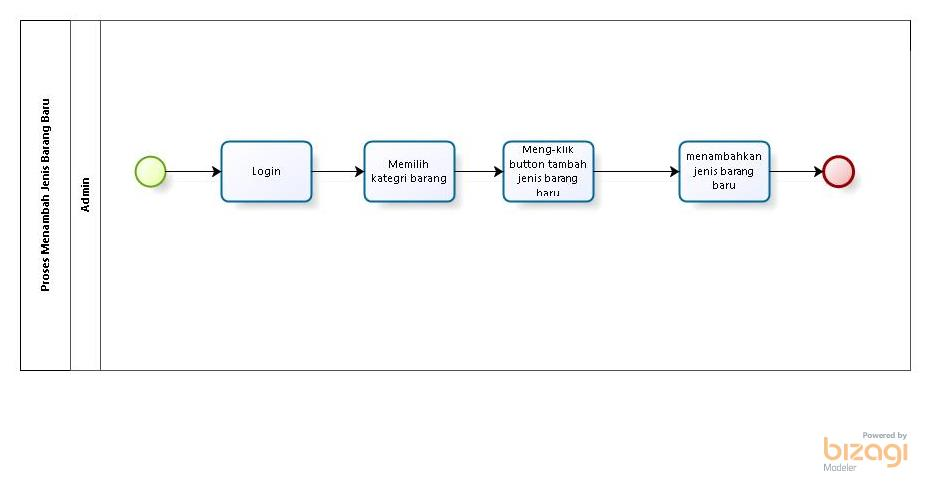 Proses Menambah Jenis Barang Baru
Admin
Login
Memilih
kategri barang
Meng-klik
button tambah
jenis barang
baru
menambahkan
jenis barang
baru
Powered by
bizagi
Modeler